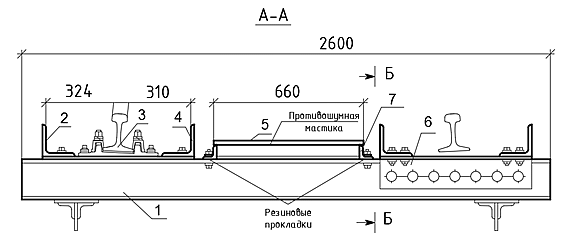 А-А
2600
Б
324
310
660
7
2
3
4
5
Противошумная
мастика
6
1
Резиновые
прокладки
Б